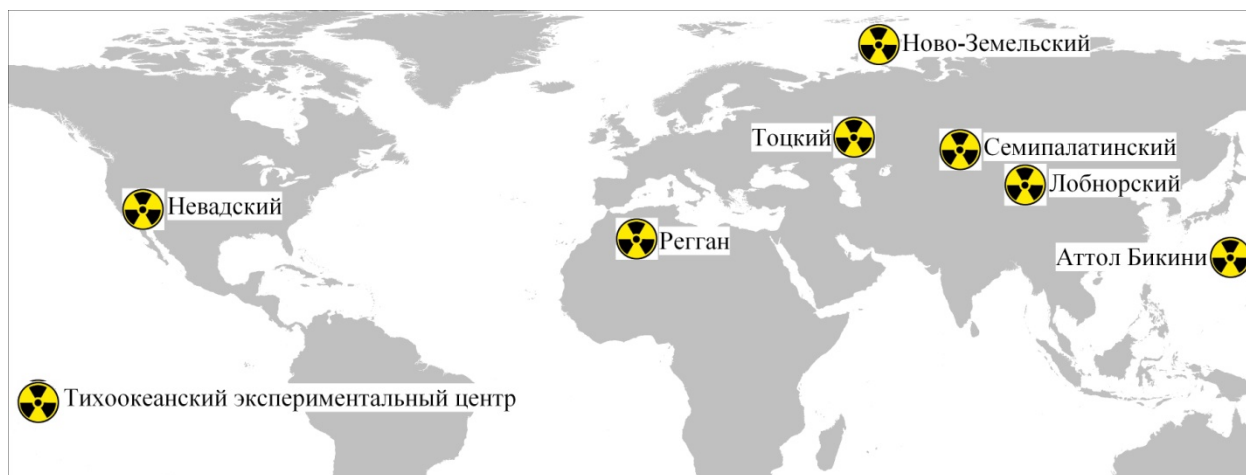 Ново-Земельский
Тоцкий
Семипалатинский
Лобнорский
Невадский
Регган
Аттол Бикини
Тихоокеанский экспериментальный центр